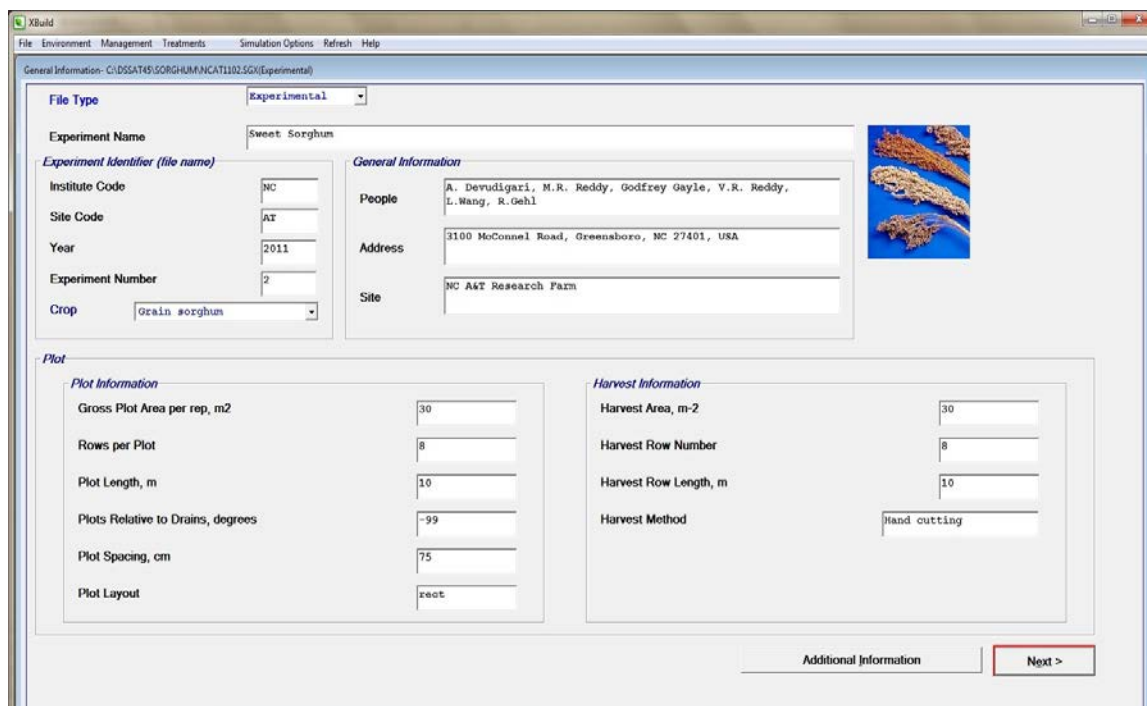 XBuild
File Environment Management Treatments Simulation Options Refresh Help
General Information- C:\DSSAT45\SORGHUM\NCAT1102.SGX(Experimental)
File Type Experimental
Experiment Name Sweet Sorghum
Experiment Identifier (file name)
Institute Code NC
Site Code AT
Year 2011
Experiment Number 2
Crop Grain sorghum
General Information
People A. Devudigari, M.R. Reddy, Godfrey Gayle, V.R. Reddy,
L.Wang, R.Gehl
Address 3100 McConnel Road, Greensboro, NC 27401, USA
Site NC A&T Research Farm
Plot
Plot Information
Gross Plot Area per rep, m2 30
Rows per Plot 8
Plot Length, m 10
Plots Relative to Drains, degrees -99
Plot Spacing, cm 75
Plot Layout rect
Harvest Information
Harvest Area, m-2 30
Harvest Row Number 8
Harvest Row Length, m 10
Harvest Method Hand cutting
Additional Information Next >